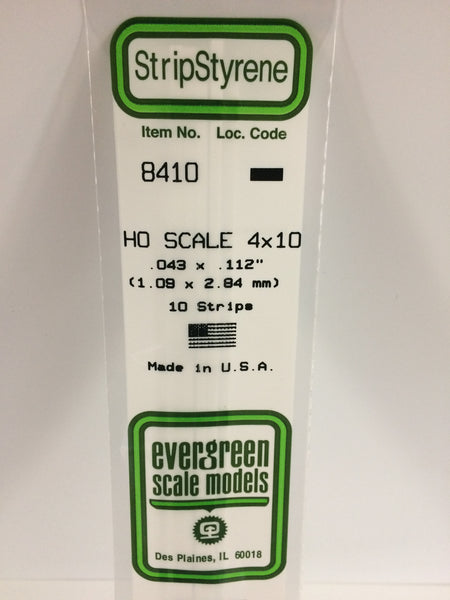 StripStyrene
Item No. Loc. Code
8410
HO SCALE 4x10
.043 x .112"
(1.09 x 2.84 mm)
10 Strips
Made in U.S.A.
evergreen
scale models
Des Plaines, IL 60018